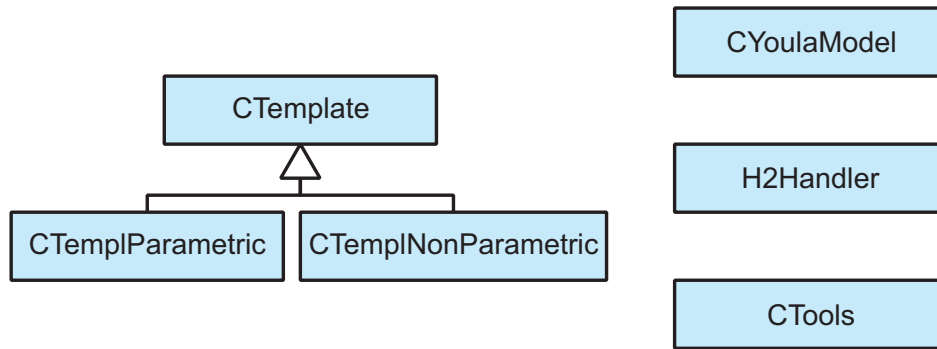 CYoulaModel
CTemplate
H2Handler
CTemplParametric
CTemplNonParametric
CTools